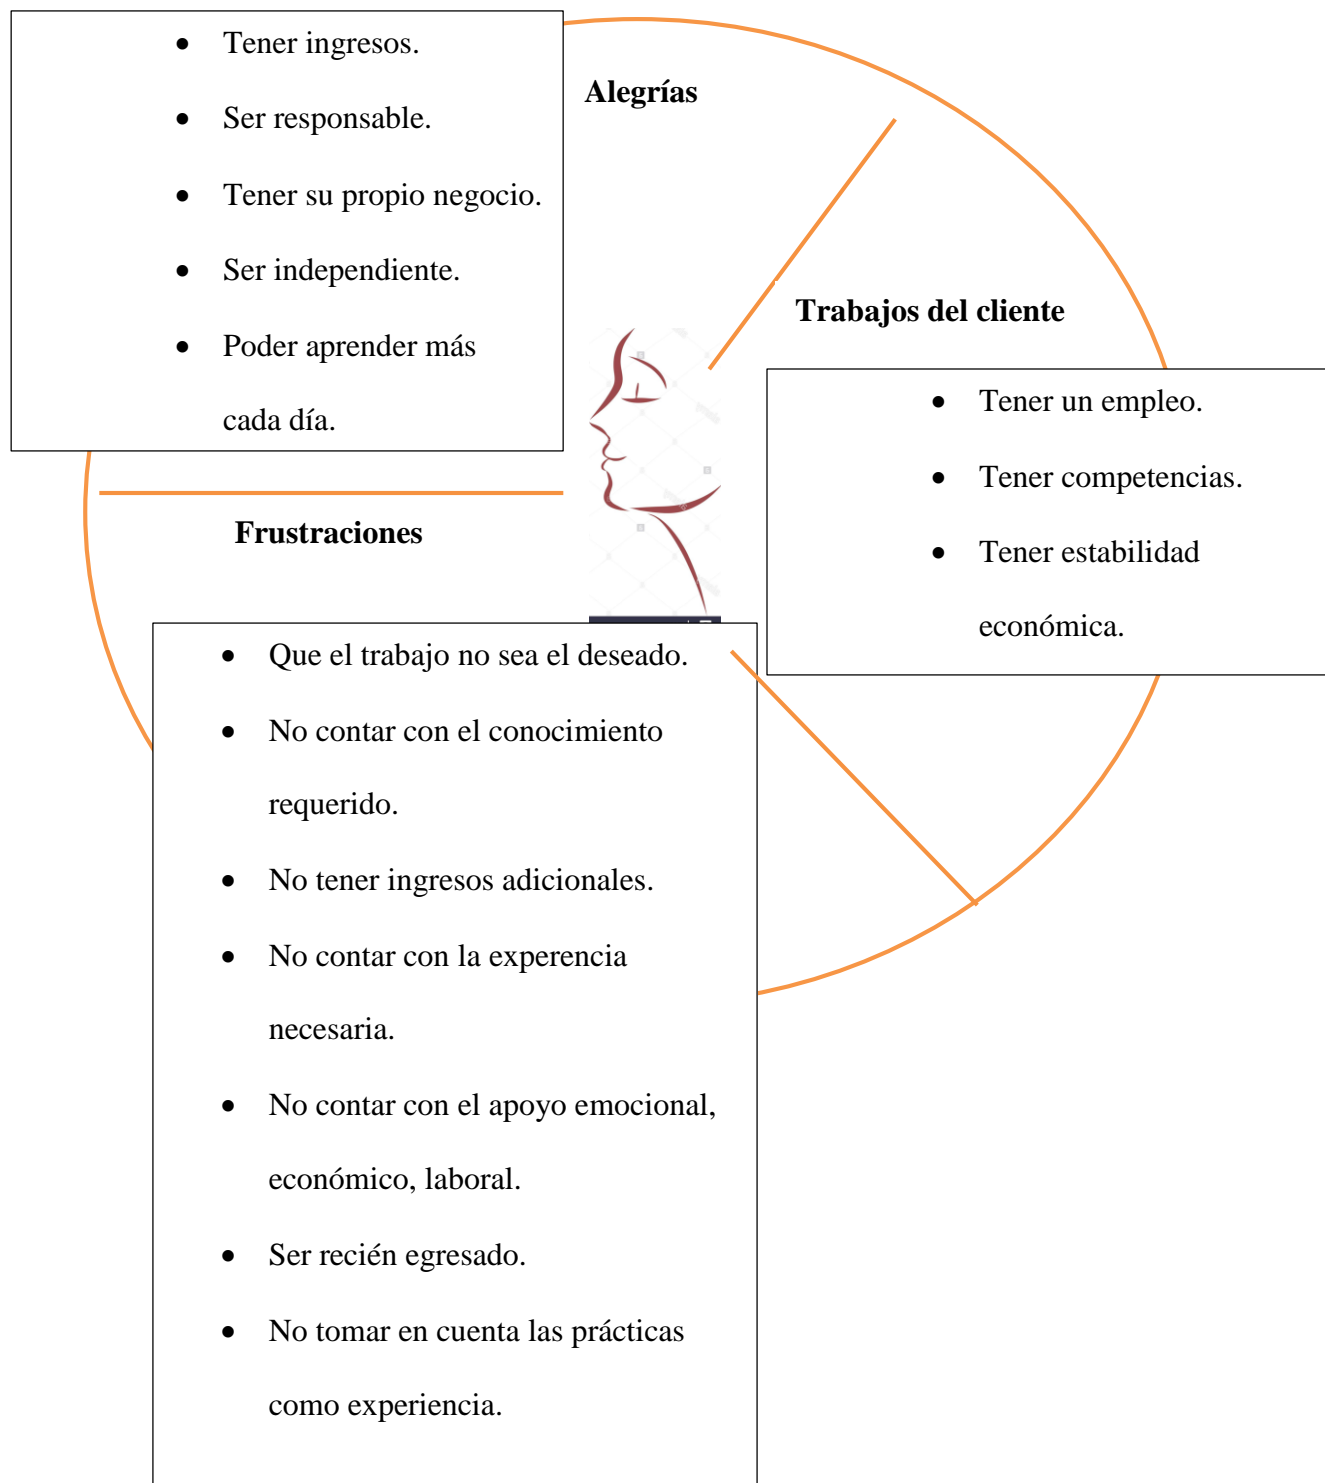 • Tener ingresos.
• Ser responsable.
• Tener su propio negocio.
• Ser independiente.
• Poder aprender más
cada día.
Alegrías
Trabajos del cliente
• Tener un empleo.
• Tener competencias.
• Tener estabilidad
económica.
Frustraciones
• Que el trabajo no sea el deseado.
• No contar con el conocimiento
requerido.
• No tener ingresos adicionales.
• No contar con la experencia
necesaria.
• No contar con el apoyo emocional,
económico, laboral.
• Ser recién egresado.
• No tomar en cuenta las prácticas
como experiencia.